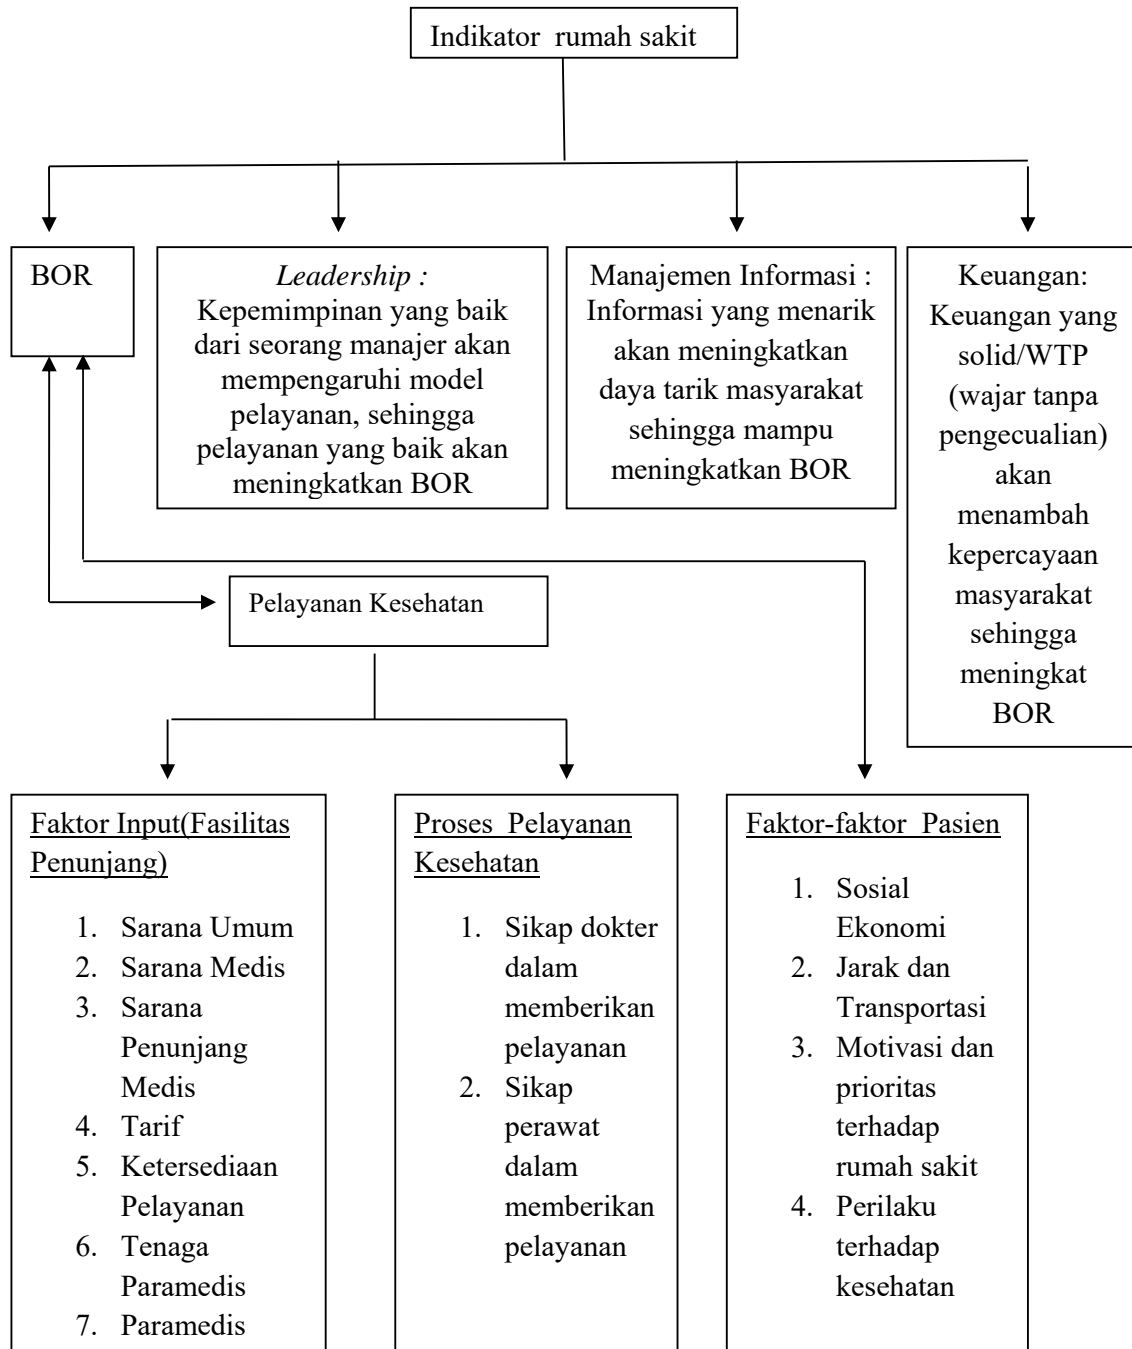 Indikator rumah sakit
BOR
Leadership :
Kepemimpinan yang baik
dari seorang manajer akan
mempengaruhi model
pelayanan, sehingga
pelayanan yang baik akan
meningkatkan BOR
Manajemen Informasi :
Informasi yang menarik
akan meningkatkan
daya tarik masyarakat
sehingga mampu
meningkatkan BOR
Keuangan:
Keuangan yang
solid/WTP
(wajar tanpa
pengecualian)
akan
menambah
kepercayaan
masyarakat
sehingga
meningkat
BOR
Pelayanan Kesehatan
Faktor Input(Fasilitas
Penunjang)
1. Sarana Umum
2. Sarana Medis
3. Sarana
Penunjang
Medis
4. Tarif
5. Ketersediaan
Pelayanan
6. Tenaga
Paramedis
7. Paramedis
Proses Pelayanan
Kesehatan
1. Sikap dokter
dalam
memberikan
pelayanan
2. Sikap
perawat
dalam
memberikan
pelayanan
Faktor-faktor Pasien
1. Sosial
Ekonomi
2. Jarak dan
Transportasi
3. Motivasi dan
prioritas
terhadap
rumah sakit
4. Perilaku
terhadap
kesehatan